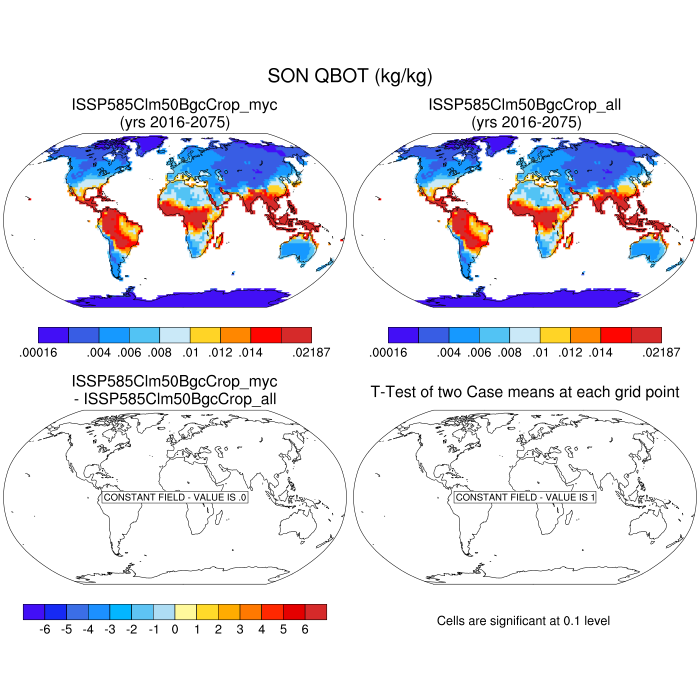 SON QBOT (kg/kg)
ISSP585Clm50BgcCrop_myc
(yrs 2016-2075)
ISSP585Clm50BgcCrop_all
(yrs 2016-2075)
.00016 .004 .006 .008 .01 .012 .014 .02187
.00016 .004 .006 .008 .01 .012 .014 .02187
ISSP585Clm50BgcCrop_myc
- ISSP585Clm50BgcCrop_all
T-Test of two Case means at each grid point
CONSTANT FIELD - VALUE IS .0
CONSTANT FIELD - VALUE IS 1
-6 -5 -4 -3 -2 -1 0 1 2 3 4 5 6
Cells are significant at 0.1 level